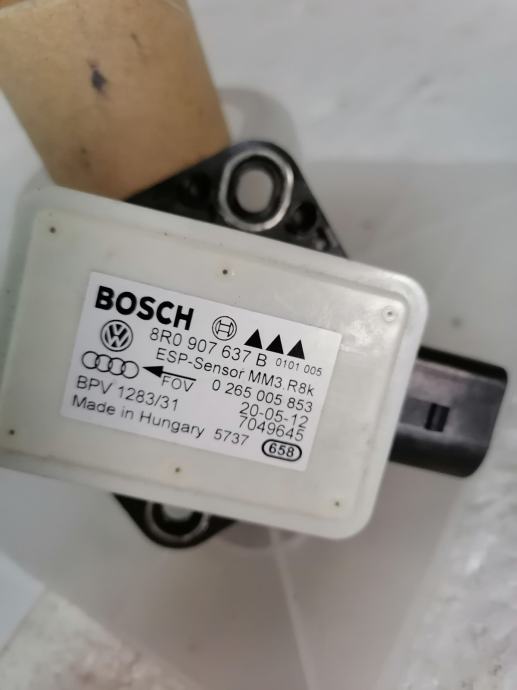 BOSCH
8R0 907 637 B 0101 005
ESP-Sensor MM3.R8k
FOV 0 265 005 853
BPV 1283/31 20-05-12
7049645
Made in Hungary 5737 658